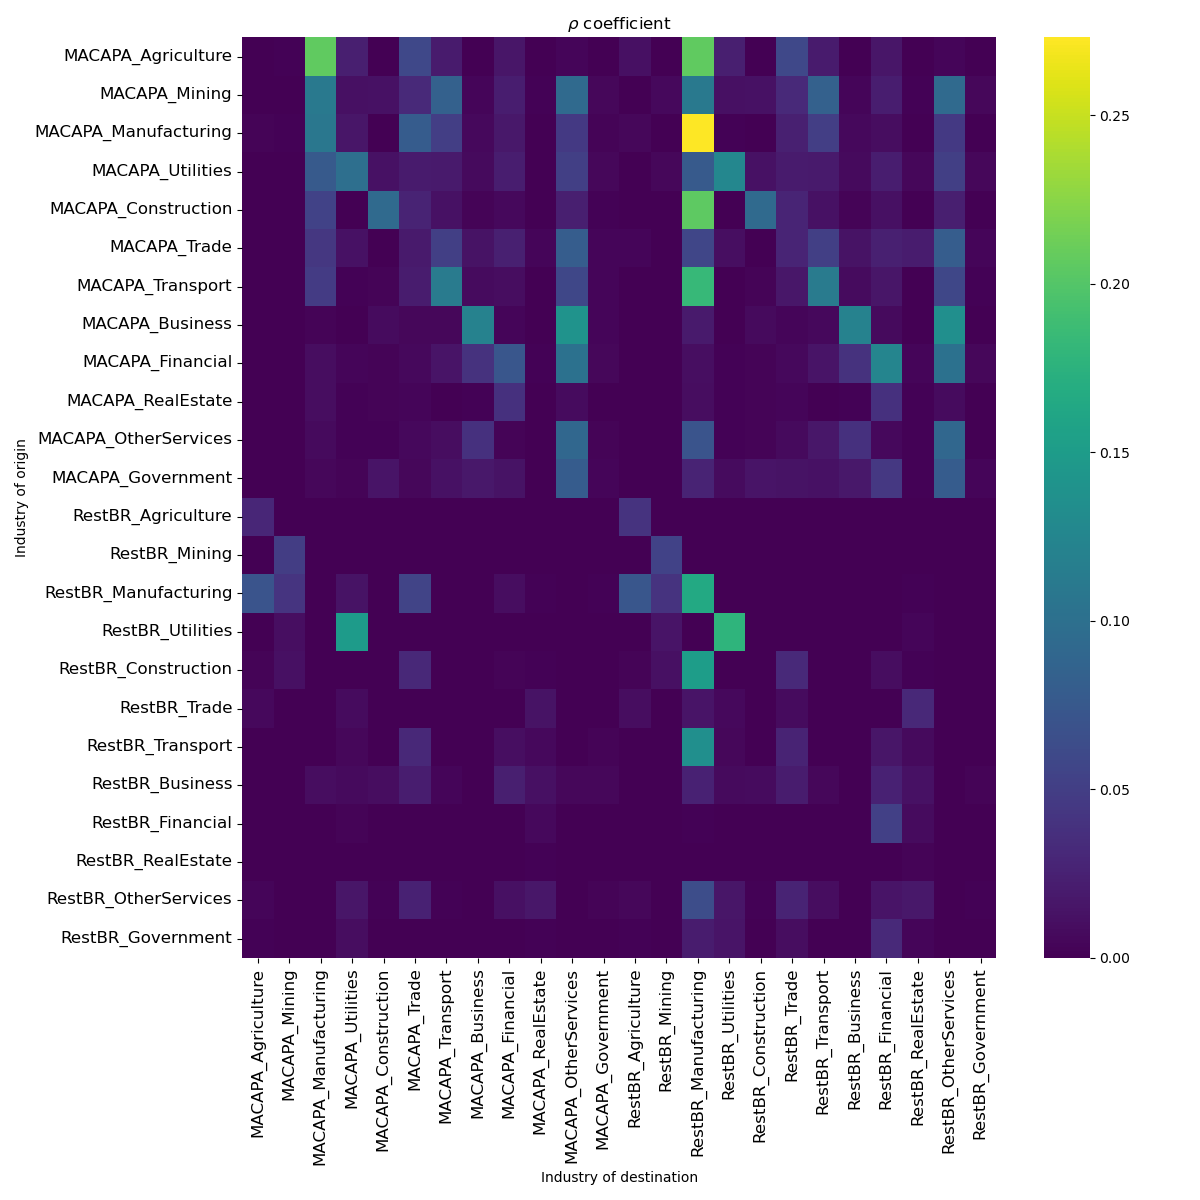 ρ coefficient
MACAPA_Agriculture
MACAPA_Mining
MACAPA_Manufacturing
MACAPA_Utilities
MACAPA_Construction
MACAPA_Trade
MACAPA_Transport
MACAPA_Business
MACAPA_Financial
MACAPA_RealEstate
MACAPA_OtherServices
MACAPA_Government
RestBR_Agriculture
RestBR_Mining
RestBR_Manufacturing
RestBR_Utilities
RestBR_Construction
RestBR_Trade
RestBR_Transport
RestBR_Business
RestBR_Financial
RestBR_RealEstate
RestBR_OtherServices
RestBR_Government
Industry of origin
MACAPA_Agriculture
MACAPA_Mining
MACAPA_Manufacturing
MACAPA_Utilities
MACAPA_Construction
MACAPA_Trade
MACAPA_Transport
MACAPA_Business
MACAPA_Financial
MACAPA_RealEstate
MACAPA_OtherServices
MACAPA_Government
RestBR_Agriculture
RestBR_Mining
RestBR_Manufacturing
RestBR_Utilities
RestBR_Construction
RestBR_Trade
RestBR_Transport
RestBR_Business
RestBR_Financial
RestBR_RealEstate
RestBR_OtherServices
RestBR_Government
Industry of destination
0.25
0.20
0.15
0.10
0.05
0.00